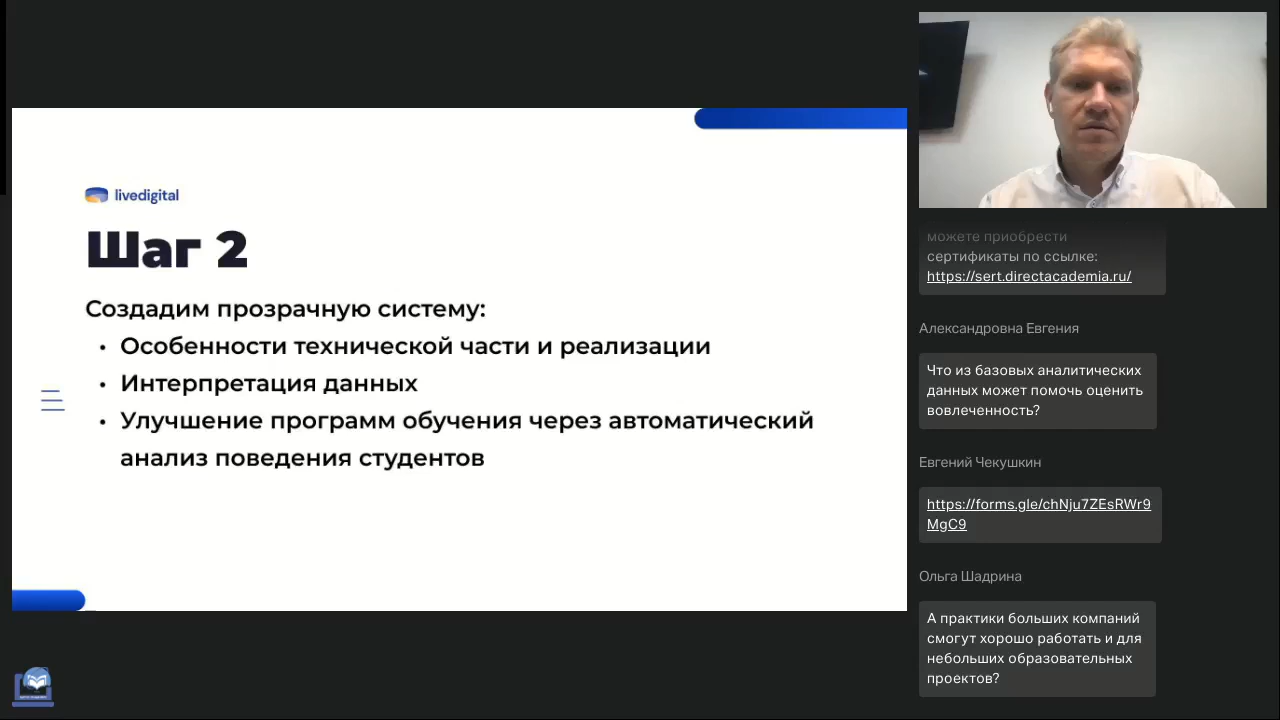 livedigital
Шаг 2
Создадим прозрачную систему:
• Особенности технической части и реализации
• Интерпретация данных
• Улучшение программ обучения через автоматический
анализ поведения студентов
можете приобрести
сертификаты по ссылке:
https://sert.directacademia.ru/
Александровна Евгения
Что из базовых аналитических
данных может помочь оценить
вовлеченность?
Евгений Чекушкин
https://forms.gle/chNju7ZEsRWr9
MgC9
Ольга Шадрина
А практики больших компаний
смогут хорошо работать и для
небольших образовательных
проектов?